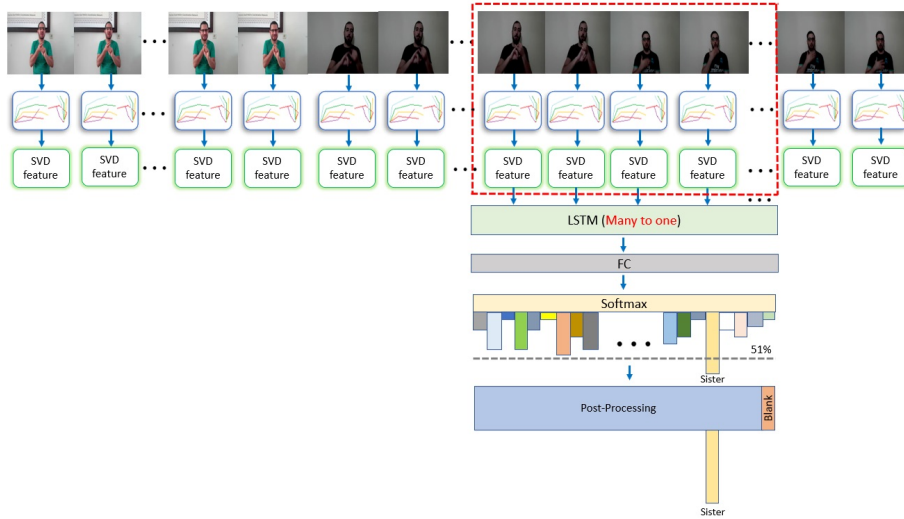 SVD
feature
SVD
feature
SVD
feature
SVD
feature
SVD
feature
SVD
feature
SVD
feature
SVD
feature
SVD
feature
SVD
feature
SVD
feature
SVD
feature
LSTM (Many to one)
FC
Softmax
51%
Sister
Post-Processing
Blank
Sister